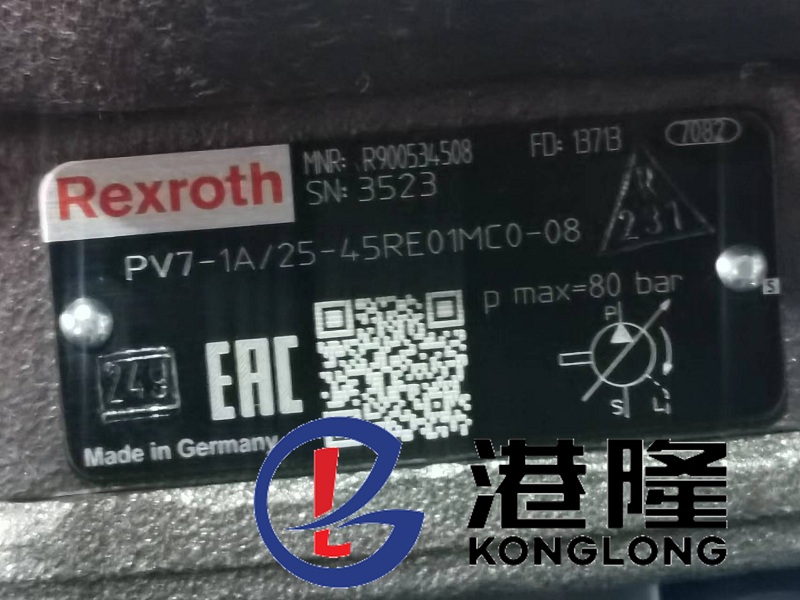 Rexroth
MNR: R900534508
FD: 13713
7082
SN: 3523
R
231
PV7-1A/25-45RE01MC0-08
p max=80 bar
P
S L
249
EAC
Made in Germany
港隆
KONGLONG
S